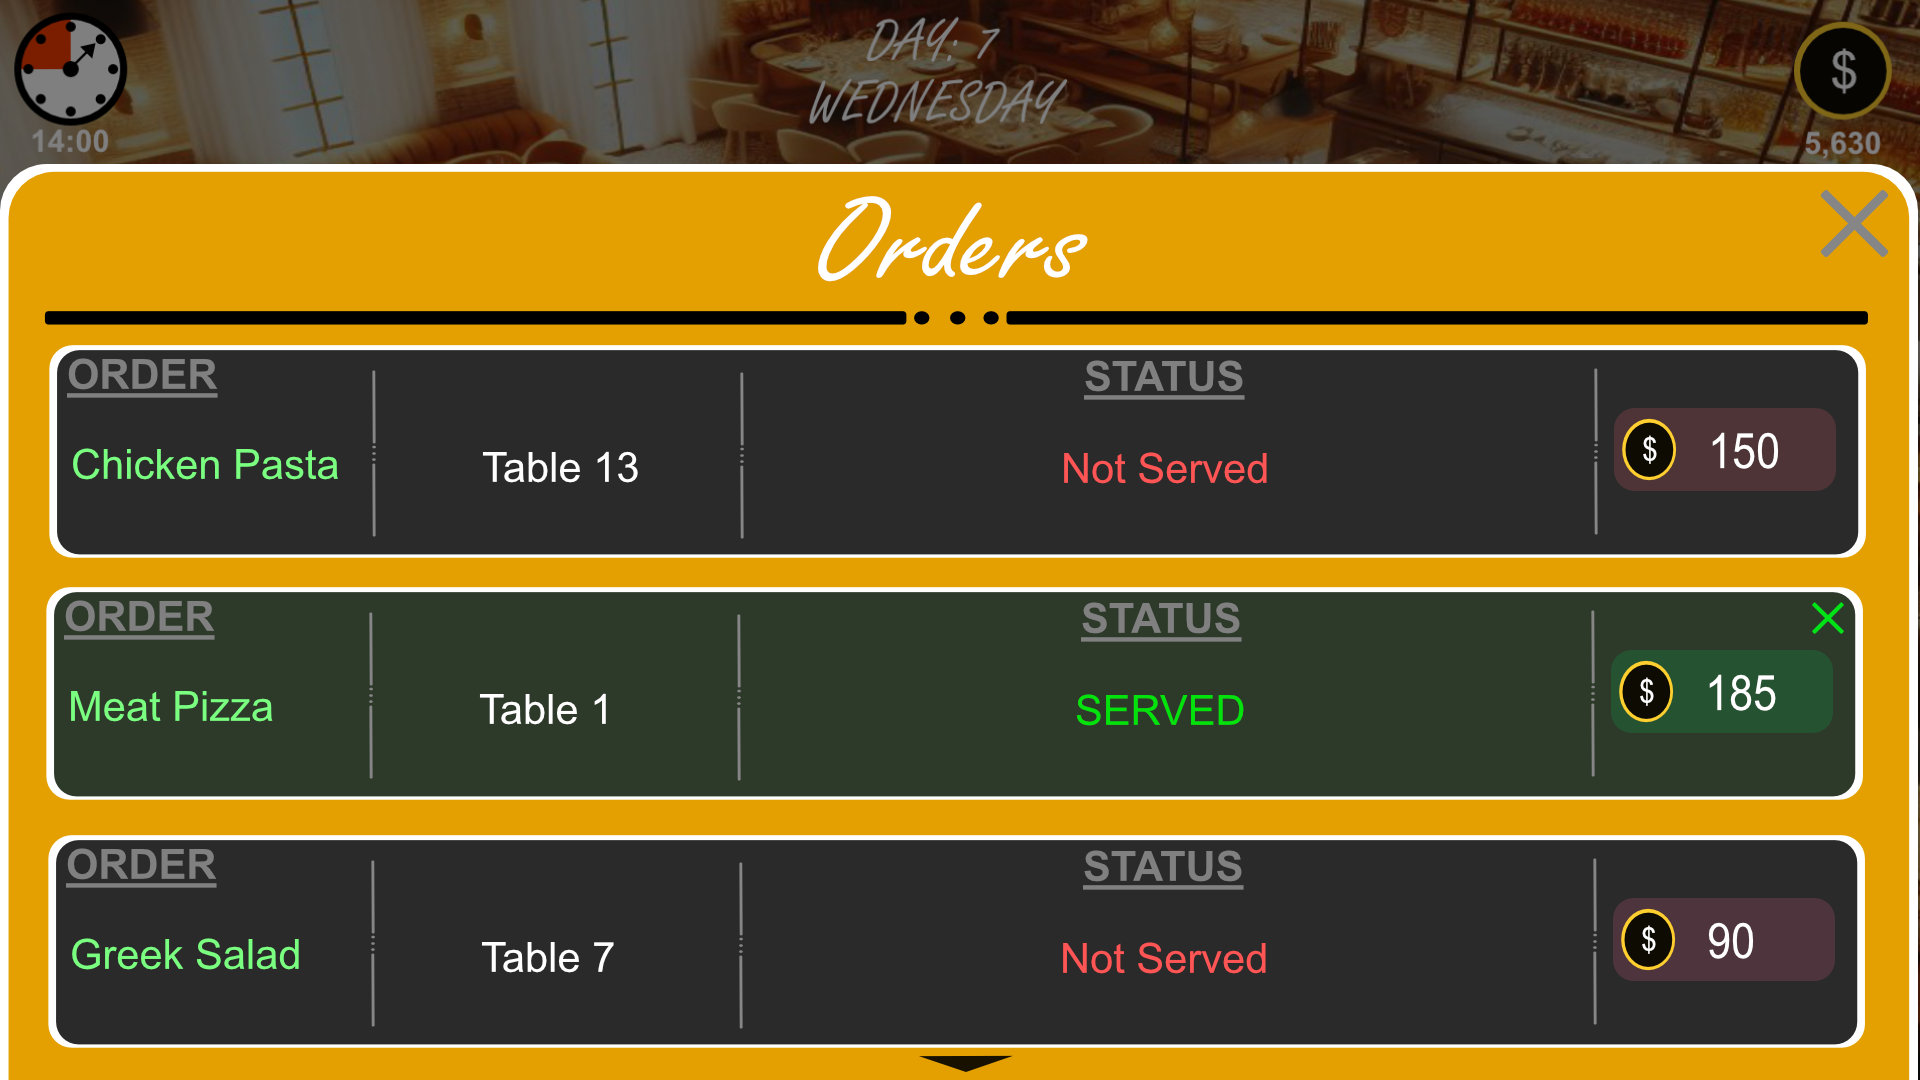 DAY: 7
WEDNESDAY
14:00
$
5,630
Orders
ORDER
STATUS
Chicken Pasta
Table 13
Not Served
$ 150
ORDER
STATUS
Meat Pizza
Table 1
SERVED
$ 185
ORDER
STATUS
Greek Salad
Table 7
Not Served
$ 90